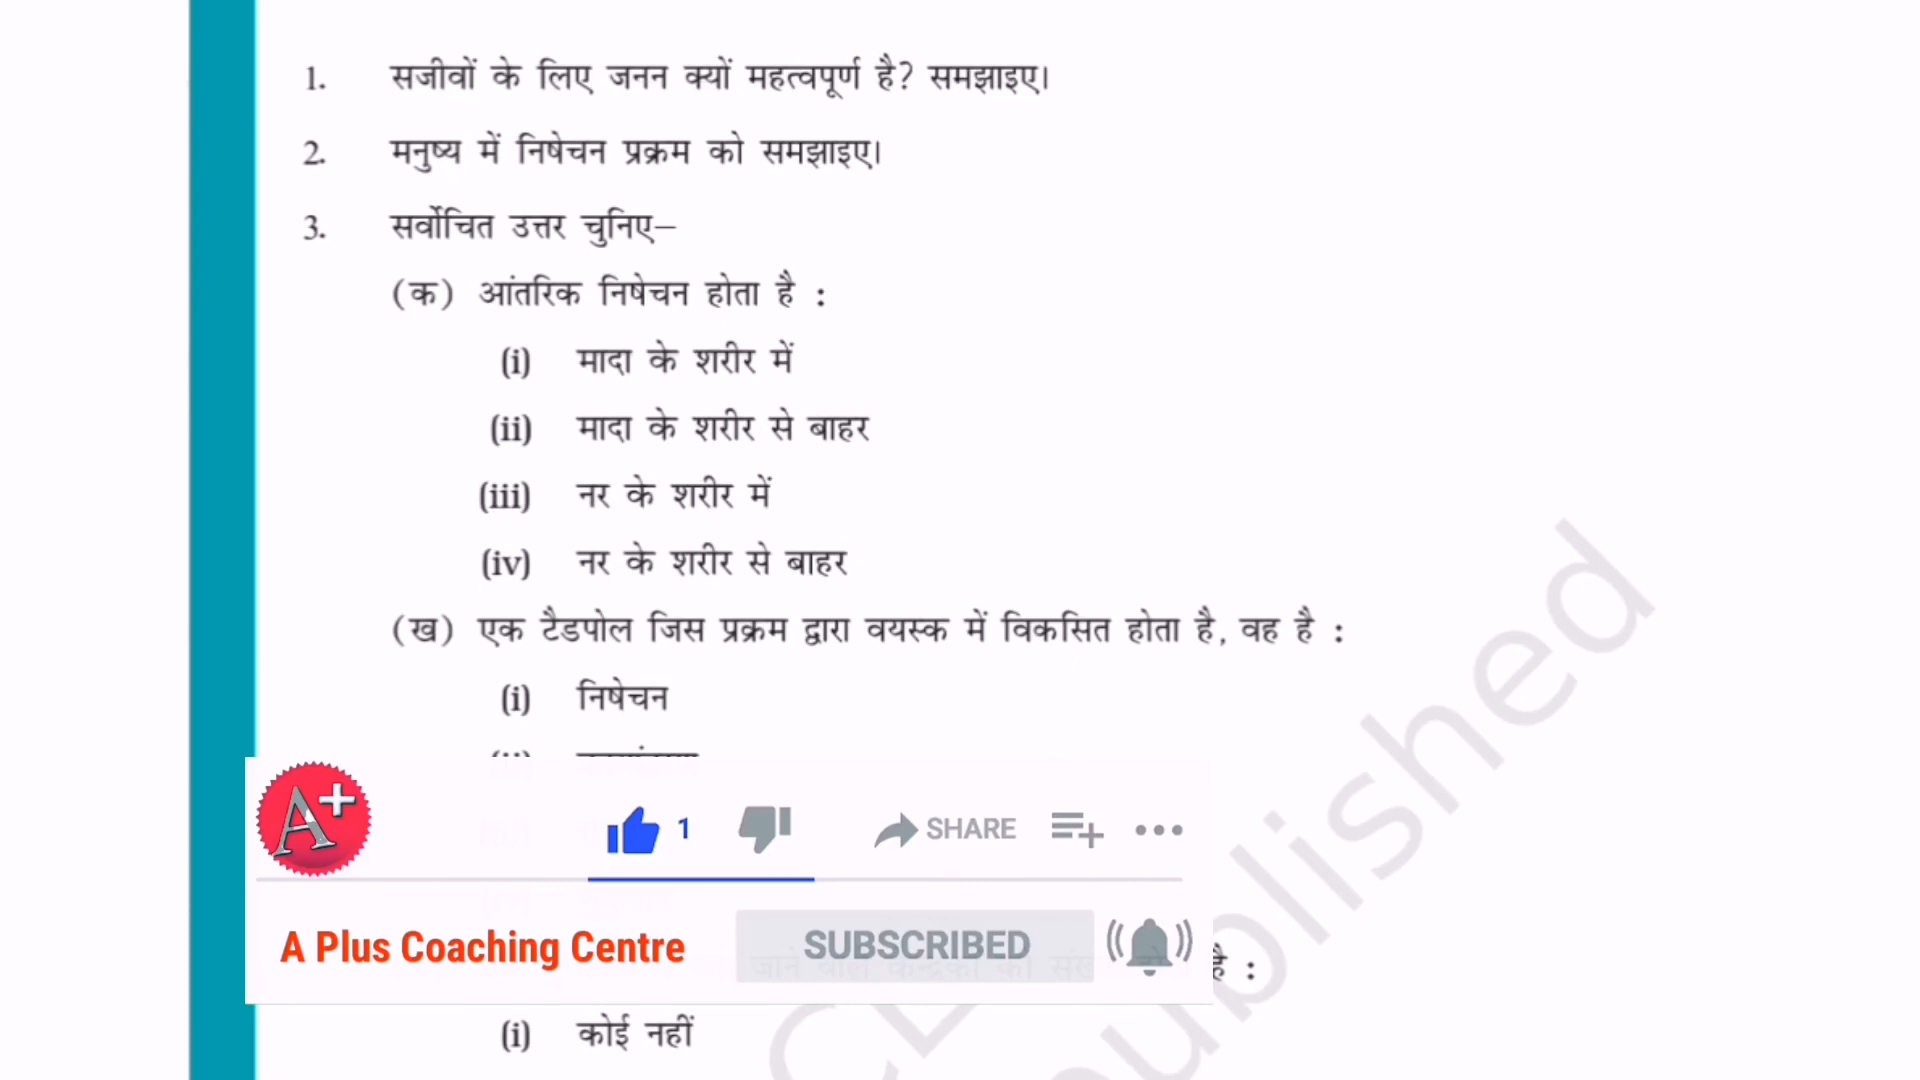 1. सजीवों के लिए जनन क्यों महत्वपूर्ण है? समझाइए।
2. मनुष्य में निषेचन प्रक्रम को समझाइए।
3. सर्वोचित उत्तर चुनिए–
(क) आंतरिक निषेचन होता है :
(i) मादा के शरीर में
(ii) मादा के शरीर से बाहर
(iii) नर के शरीर में
(iv) नर के शरीर से बाहर
(ख) एक टैडपोल जिस प्रक्रम द्वारा वयस्क में विकसित होता है, वह है :
(i) निषेचन
A+
1 SHARE
A Plus Coaching Centre SUBSCRIBED
जाने वाले केन्द्रकों की है :
(i) कोई नहीं